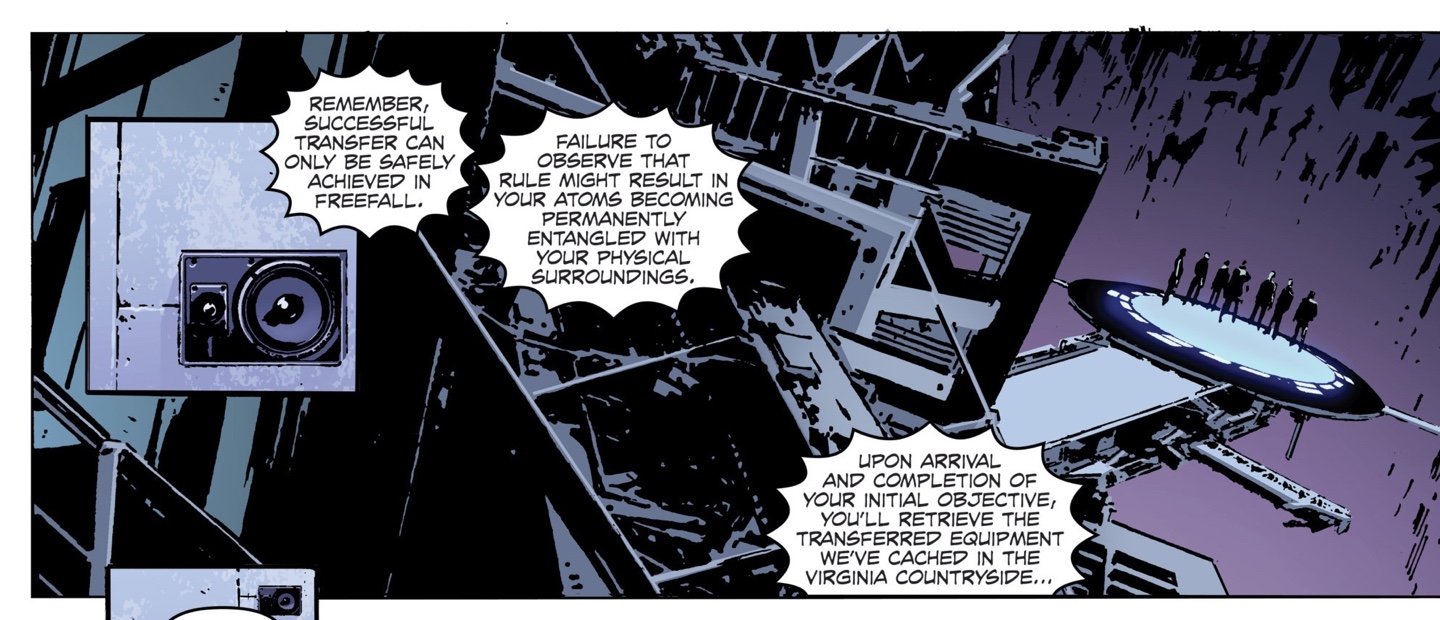 REMEMBER,
SUCCESSFUL
TRANSFER CAN
ONLY BE SAFELY
ACHIEVED IN
FREEFALL.
FAILURE TO
OBSERVE THAT
RULE MIGHT RESULT IN
YOUR ATOMS BECOMING
PERMANENTLY
ENTANGLED WITH
YOUR PHYSICAL
SURROUNDINGS.
UPON ARRIVAL
AND COMPLETION OF
YOUR INITIAL OBJECTIVE,
YOU'LL RETRIEVE THE
TRANSFERRED EQUIPMENT
WE'VE CACHED IN THE
VIRGINIA COUNTRYSIDE...